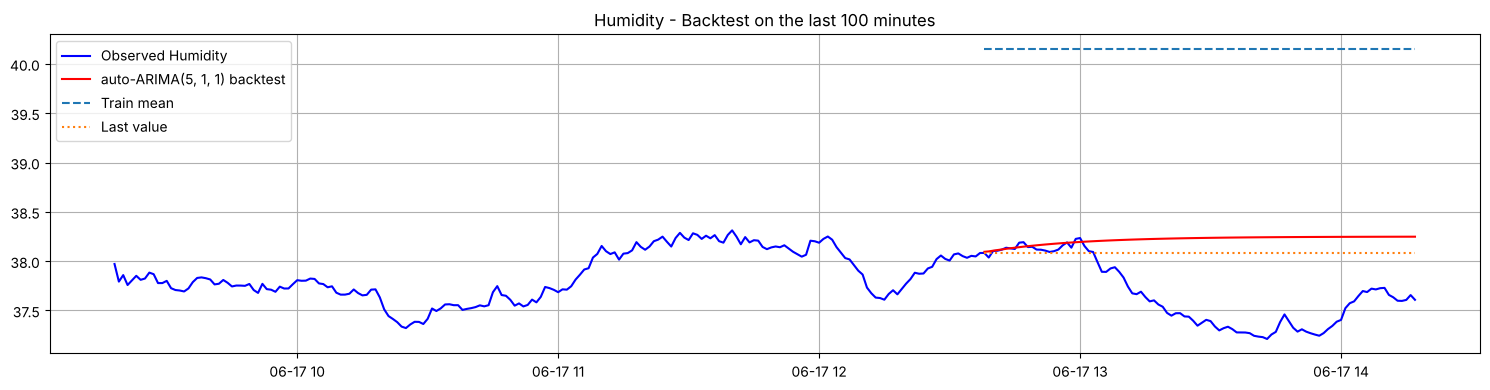 Humidity - Backtest on the last 100 minutes
Observed Humidity
auto-ARIMA(5, 1, 1) backtest
Train mean
Last value
40.0
39.5
39.0
38.5
38.0
37.5
06-17 10
06-17 11
06-17 12
06-17 13
06-17 14